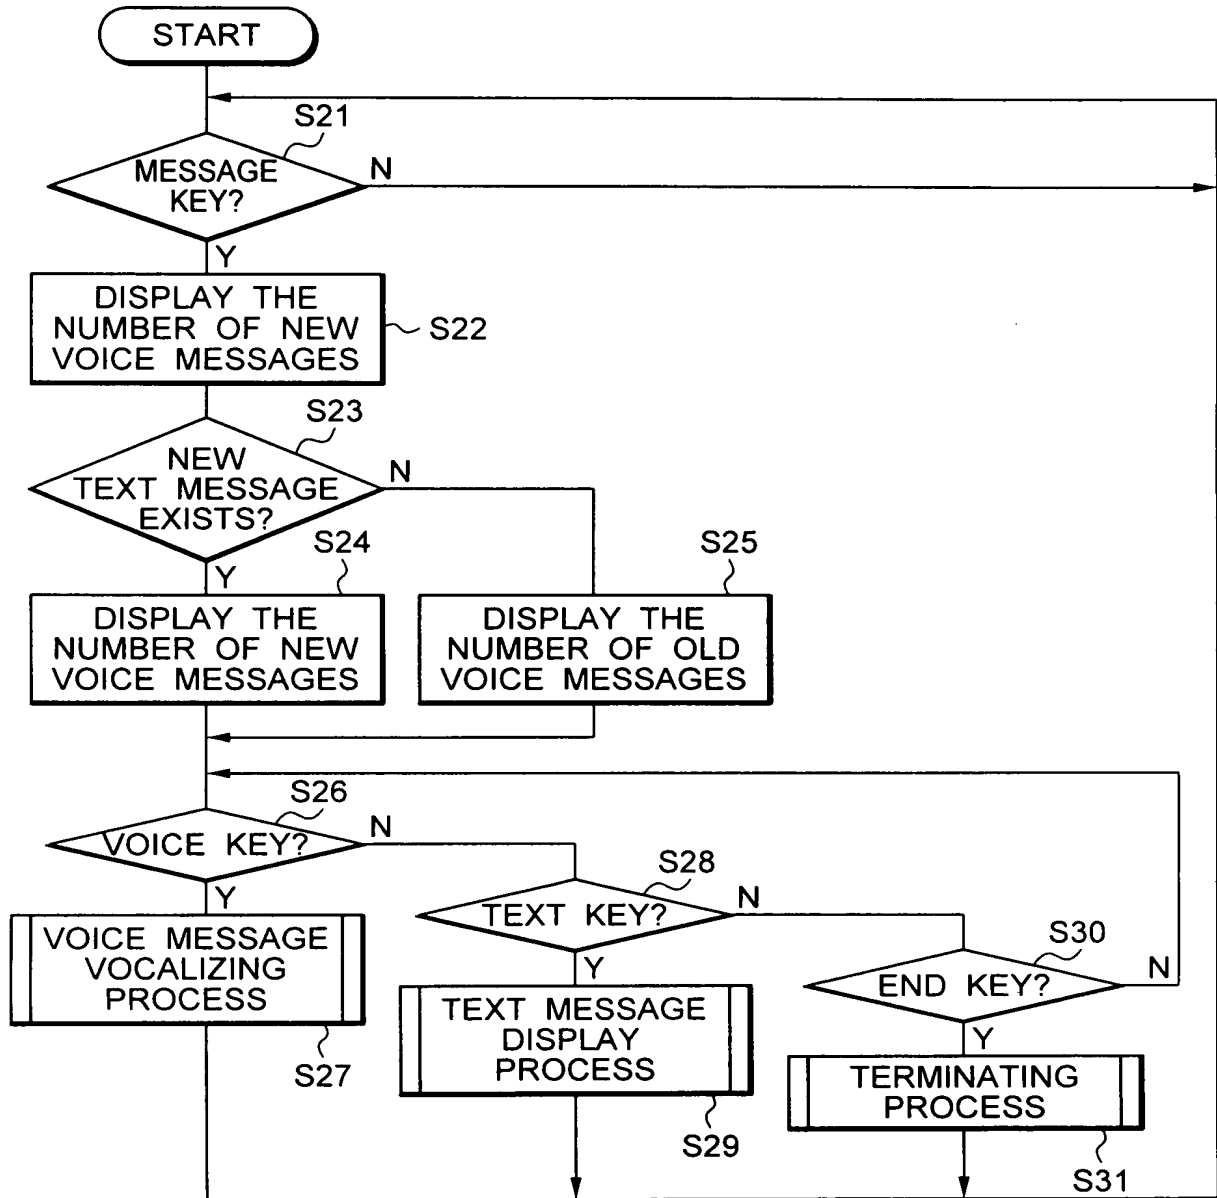 START
S21
MESSAGE
KEY?
N
Y
DISPLAY THE
NUMBER OF NEW
VOICE MESSAGES
S22
S23
NEW
TEXT MESSAGE
EXISTS?
N
Y
S24
DISPLAY THE
NUMBER OF NEW
VOICE MESSAGES
S25
DISPLAY THE
NUMBER OF OLD
VOICE MESSAGES
S26
VOICE KEY?
N
Y
VOICE MESSAGE
VOCALIZING
PROCESS
S27
S28
TEXT KEY?
N
Y
TEXT MESSAGE
DISPLAY
PROCESS
S29
S30
END KEY?
N
Y
TERMINATING
PROCESS
S31